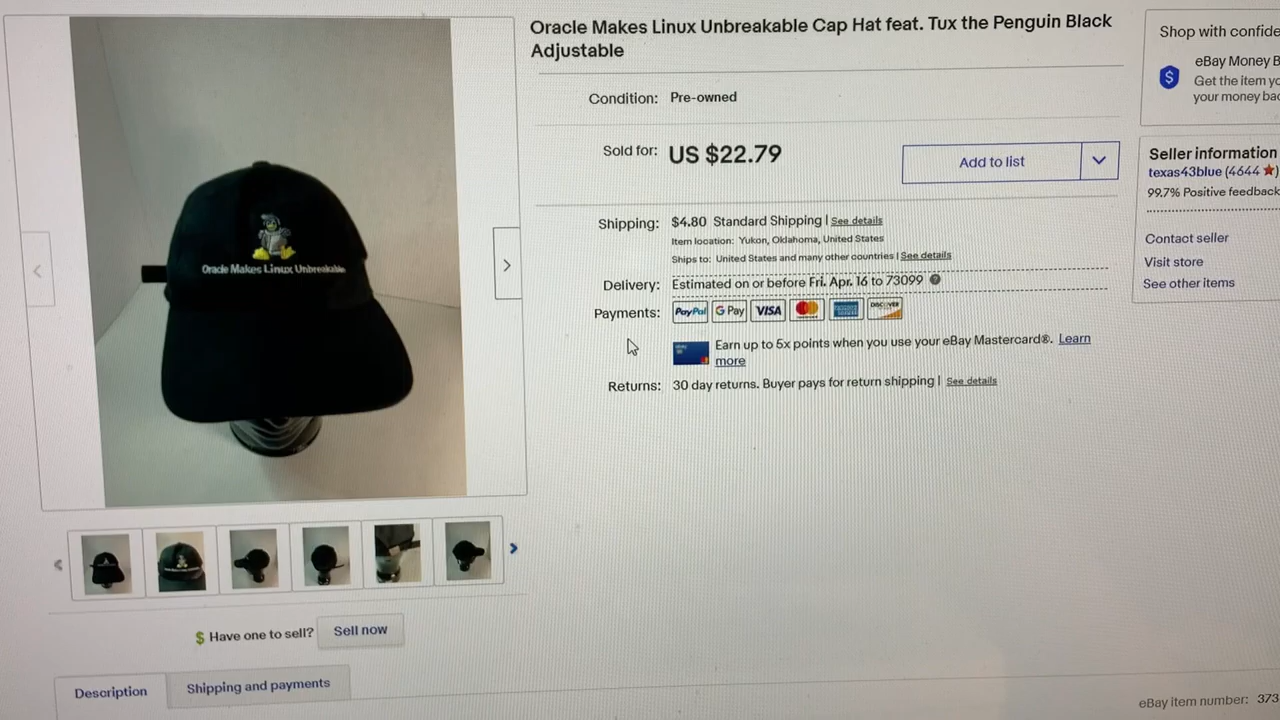 Oracle Makes Linux Unbreakable Cap Hat feat. Tux the Penguin Black
Adjustable
Condition: Pre-owned
Sold for: US $22.79
Add to list
Shipping: $4.80 Standard Shipping | See details
Item location: Yukon, Oklahoma, United States
Ships to: United States and many other countries | See details
Delivery: Estimated on or before Fri. Apr. 16 to 73099
Payments: PayPal G Pay VISA DISCOVER
Earn up to 5x points when you use your eBay Mastercard®. Learn
more
Returns: 30 day returns. Buyer pays for return shipping | See details
Shop with confide
eBay Money B
Get the item yo
your money bac
Seller information
texas43blue (4644 ★)
99.7% Positive feedback
Contact seller
Visit store
See other items
Oracle Makes Linux Unbreakable
$ Have one to sell? Sell now
Description
Shipping and payments
eBay item number: 373